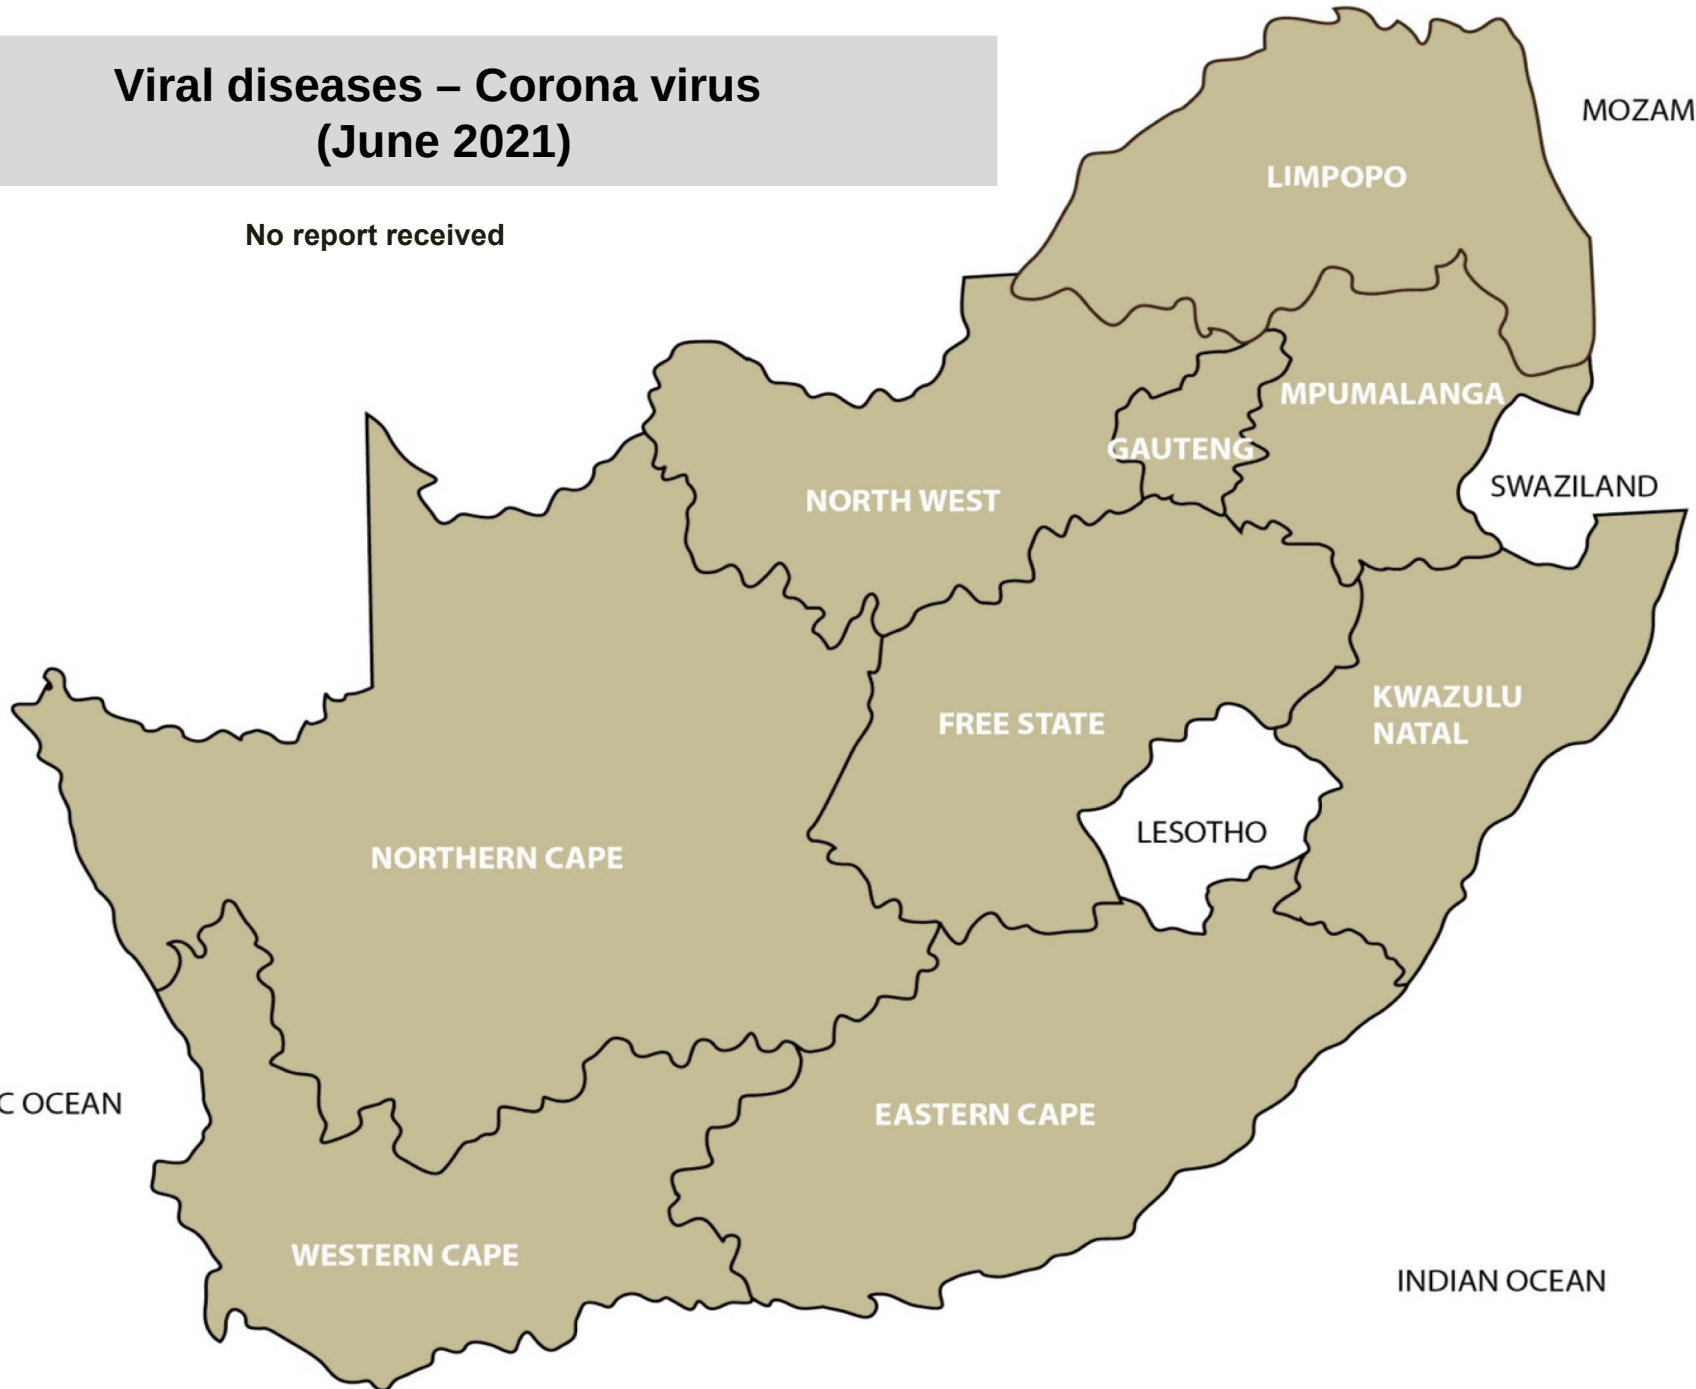 Viral diseases – Corona virus
(June 2021)
No report received
MOZAM
LIMPOPO
MPUMALANGA
GAUTENG
SWAZILAND
NORTH WEST
KWAZULU
NATAL
FREE STATE
LESOTHO
NORTHERN CAPE
C OCEAN
EASTERN CAPE
WESTERN CAPE
INDIAN OCEAN